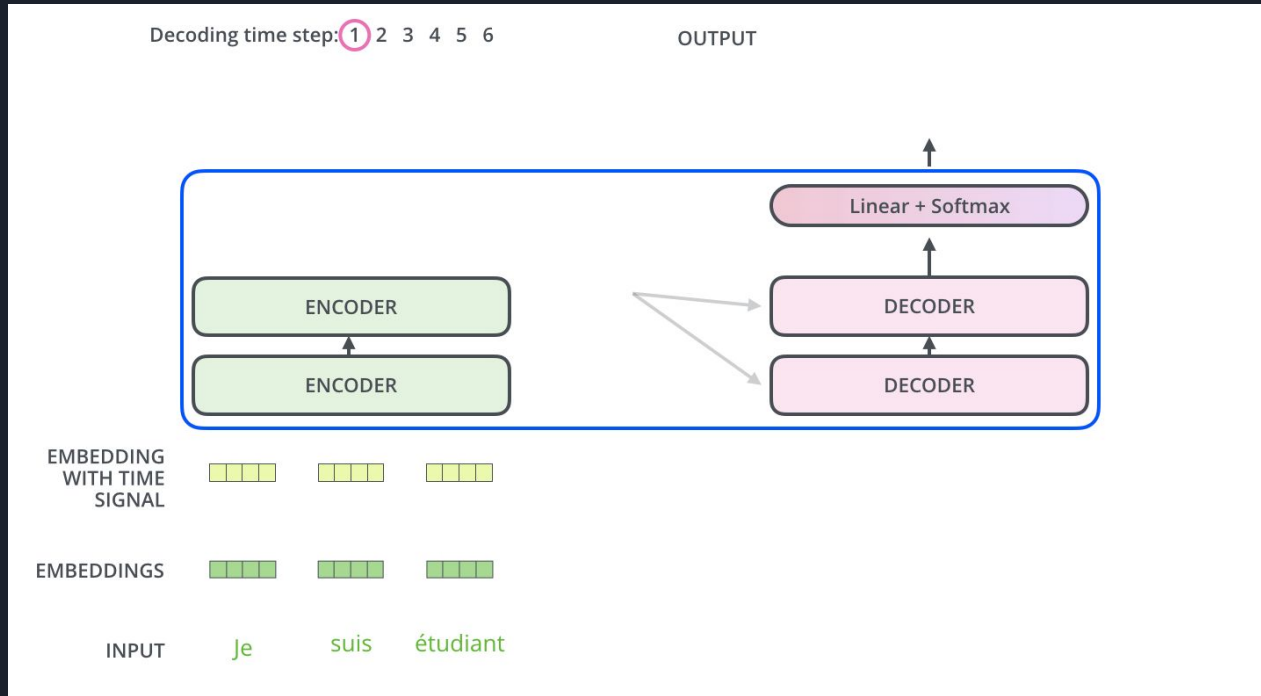 Decoding time step: 1 2 3 4 5 6
OUTPUT
Linear + Softmax
ENCODER
DECODER
ENCODER
DECODER
EMBEDDING
WITH TIME
SIGNAL
EMBEDDINGS
INPUT
Je suis étudiant